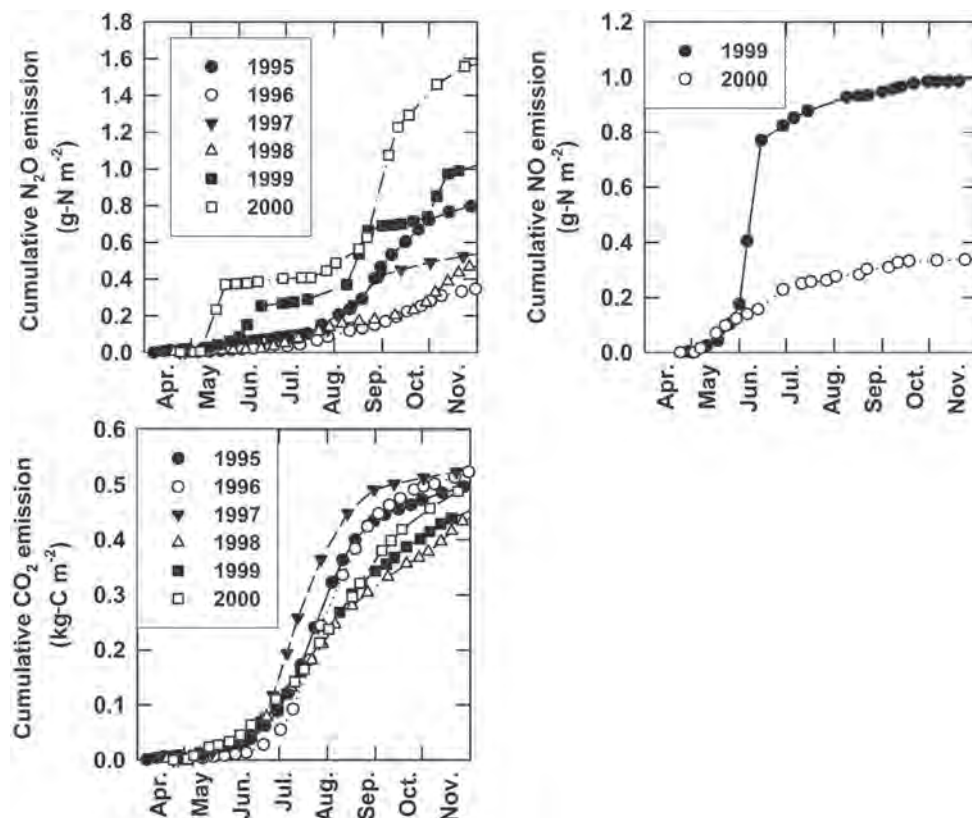 Cumulative N₂O emission
(g-N m⁻²)
1.8
1.6
1.4
1.2
1.0
0.8
0.6
0.4
0.2
0.0
1995
1996
1997
1998
1999
2000
Apr.
May
Jun.
Jul.
Aug.
Sep.
Oct.
Nov.
Cumulative NO emission
(g-N m⁻²)
1.2
1.0
0.8
0.6
0.4
0.2
0.0
1999
2000
Apr.
May
Jun.
Jul.
Aug.
Sep.
Oct.
Nov.
Cumulative CO₂ emission
(kg-C m⁻²)
0.6
0.5
0.4
0.3
0.2
0.1
0.0
1995
1996
1997
1998
1999
2000
Apr.
May
Jun.
Jul.
Aug.
Sep.
Oct.
Nov.